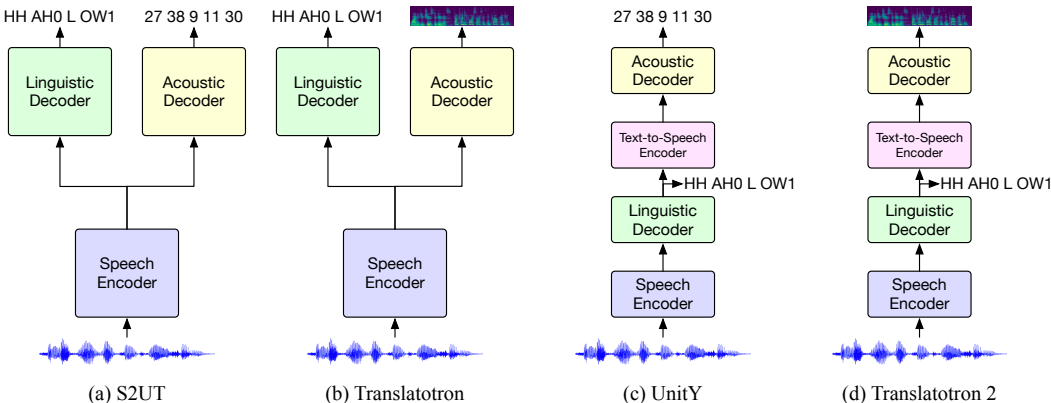 HH AH0 L OW1
27 38 9 11 30
Linguistic
Decoder
Acoustic
Decoder
Speech
Encoder
(a) S2UT
HH AH0 L OW1
Linguistic
Decoder
Acoustic
Decoder
Speech
Encoder
(b) Translatotron
27 38 9 11 30
Acoustic
Decoder
Text-to-Speech
Encoder
HH AH0 L OW1
Linguistic
Decoder
Speech
Encoder
(c) UnitY
Acoustic
Decoder
Text-to-Speech
Encoder
HH AH0 L OW1
Linguistic
Decoder
Speech
Encoder
(d) Translatotron 2